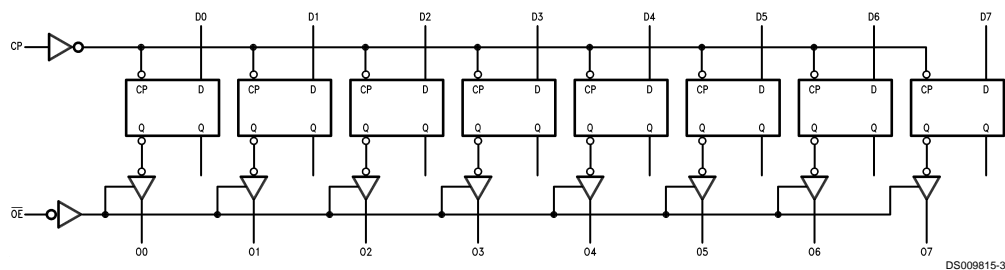 D0 D1 D2 D3 D4 D5 D6 D7
CP
CP D CP D CP D CP D CP D CP D CP D CP D
Q Q Q Q Q Q Q Q Q Q Q Q Q Q Q Q
O̅E̅
O0 O1 O2 O3 O4 O5 O6 O7
DS009815-3